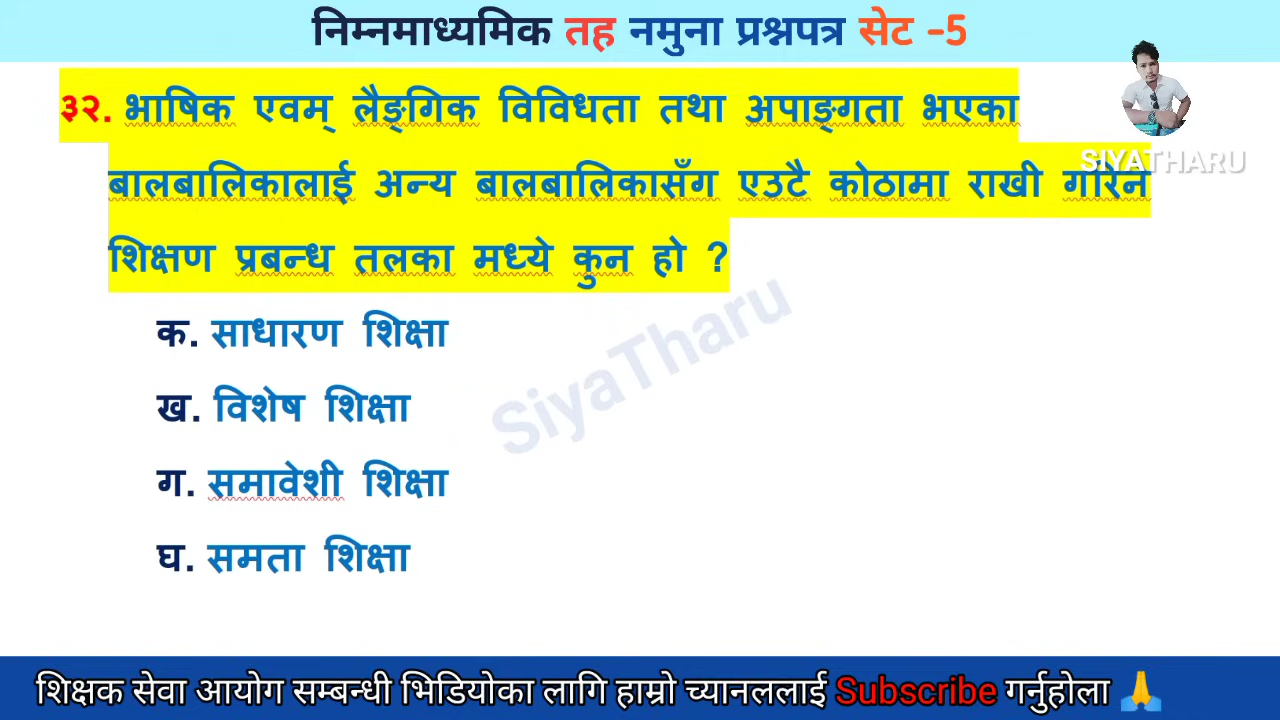 निम्नमाध्यमिक तह नमुना प्रश्नपत्र सेट -5
३२. भाषिक एवम् लैङ्गिक विविधता तथा अपाङ्गता भएका
SIYATHARU
बालबालिकालाई अन्य बालबालिकासँग एउटै कोठामा राखी गरिने
शिक्षण प्रबन्ध तलका मध्ये कुन हो ?
क. साधारण शिक्षा
ख. विशेष शिक्षा
SiyaTharu
ग. समावेशी शिक्षा
घ. समता शिक्षा
शिक्षक सेवा आयोग सम्बन्धी भिडियोका लागि हाम्रो च्यानललाई Subscribe गर्नुहोला 🙏